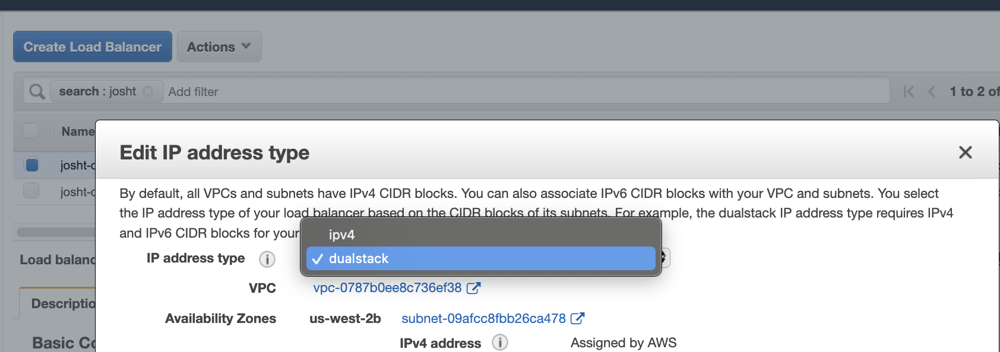 Create Load Balancer Actions
search : josht Add filter 1 to 2 of
Name
Edit IP address type
josht-
josht-
By default, all VPCs and subnets have IPv4 CIDR blocks. You can also associate IPv6 CIDR blocks with your VPC and subnets. You select
the IP address type of your load balancer based on the CIDR blocks of its subnets. For example, the dualstack IP address type requires IPv4
and IPv6 CIDR blocks for your
ipv4
IP address type dualstack
Load balanc
VPC vpc-0787b0ee8c736ef38
Descriptio
Availability Zones us-west-2b subnet-09afcc8fbb26ca478
Basic Co
IPv4 address Assigned by AWS